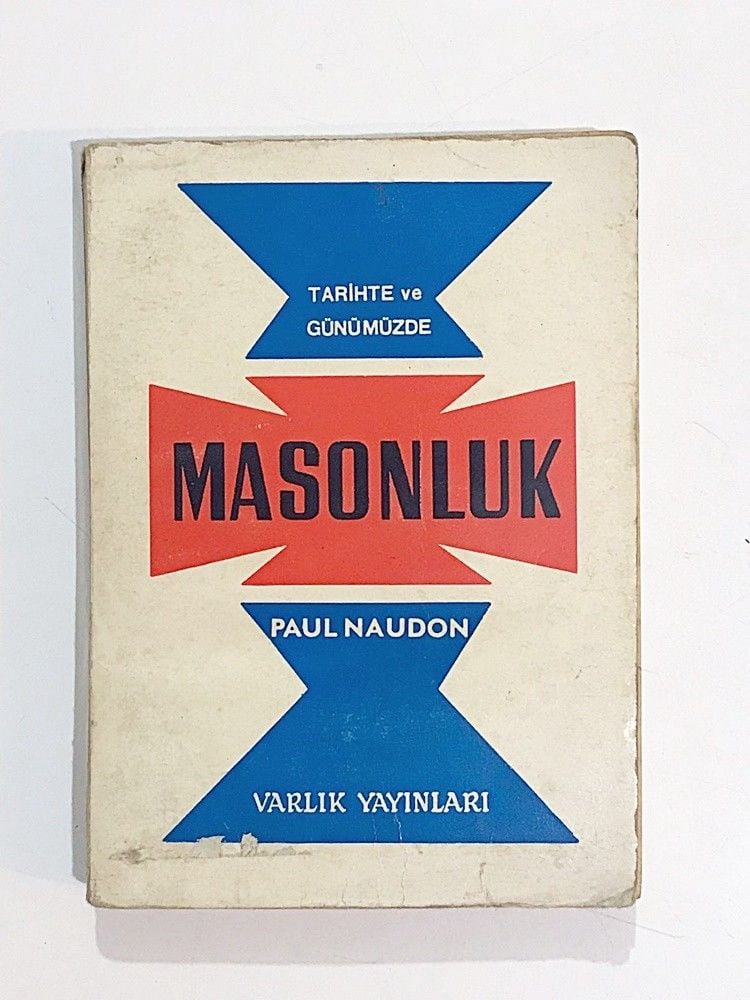 TARİHTE ve
GÜNÜMÜZDE
MASONLUK
PAUL NAUDON
VARLIK YAYINLARI